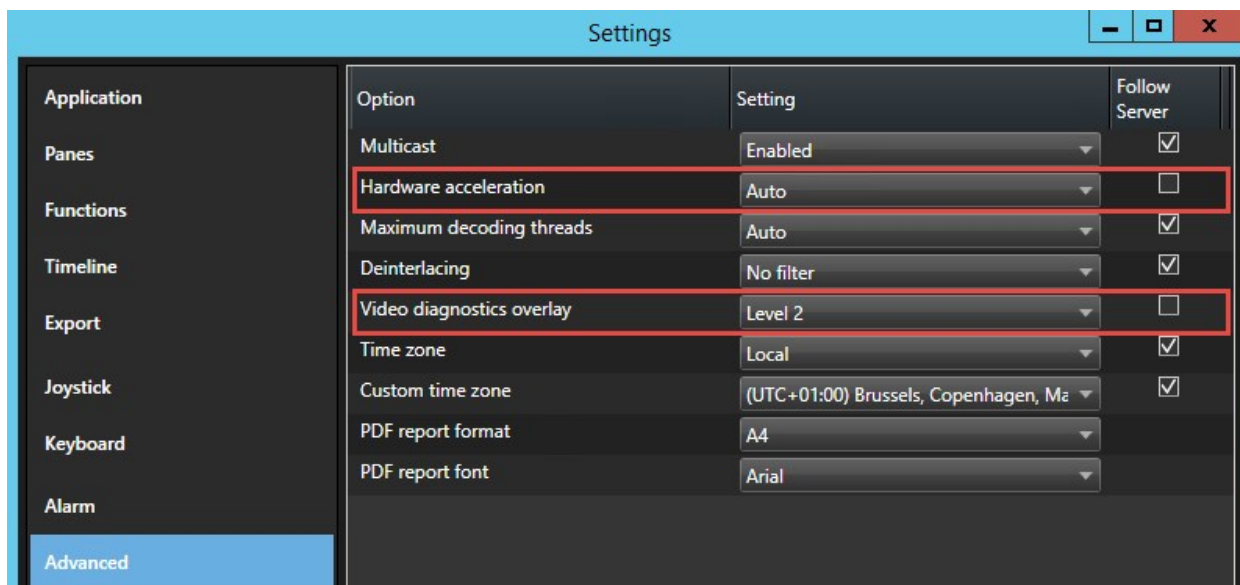 Settings
Application
Panes
Functions
Timeline
Export
Joystick
Keyboard
Alarm
Advanced
Option Setting Follow Server
Multicast Enabled
Hardware acceleration Auto
Maximum decoding threads Auto
Deinterlacing No filter
Video diagnostics overlay Level 2
Time zone Local
Custom time zone (UTC+01:00) Brussels, Copenhagen, Ma
PDF report format A4
PDF report font Arial